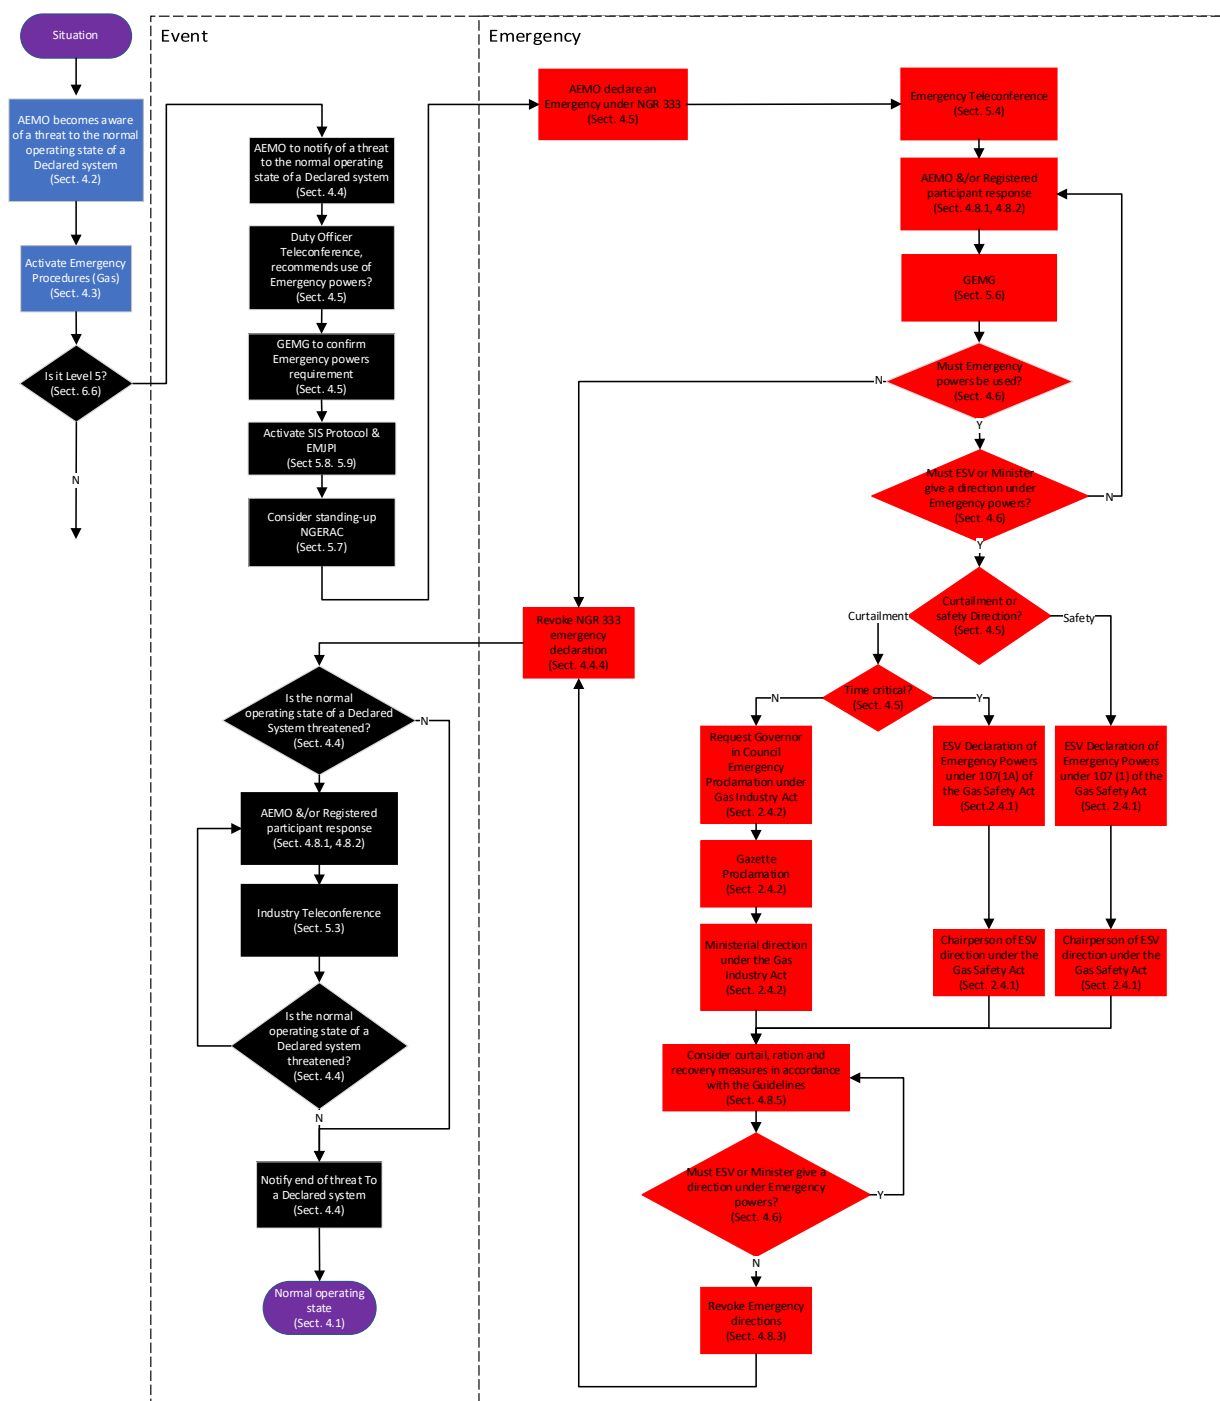 Situation
AEMO becomes aware
of a threat to the normal
operating state of a
Declared system
(Sect. 4.2)
Activate Emergency
Procedures (Gas)
(Sect. 4.3)
Is it Level 5?
(Sect. 6.6)
N
Event
AEMO to notify of a threat
to the normal operating
state of a Declared system
(Sect. 4.4)
Duty Officer
Teleconference,
recommends use of
Emergency powers?
(Sect. 4.5)
GEMG to confirm
Emergency powers
requirement
(Sect. 4.5)
Activate SIS Protocol &
EMJPI
(Sect 5.8. 5.9)
Consider standing-up
NGERAC
(Sect. 5.7)
Is the normal
operating state of a Declared
System threatened?
(Sect. 4.4)
N
AEMO &/or Registered
participant response
(Sect. 4.8.1, 4.8.2)
Industry Teleconference
(Sect. 5.3)
Is the normal
operating state of a
Declared system
threatened?
(Sect. 4.4)
N
Notify end of threat To
a Declared system
(Sect. 4.4)
Normal operating
state
(Sect. 4.1)
Emergency
AEMO declare an
Emergency under NGR 333
(Sect. 4.5)
Emergency Teleconference
(Sect. 5.4)
AEMO &/or Registered
participant response
(Sect. 4.8.1, 4.8.2)
GEMG
(Sect. 5.6)
Must Emergency
powers be used?
(Sect. 4.6)
N
Y
Must ESV or Minister
give a direction under
Emergency powers?
(Sect. 4.6)
N
Y
Curtailment or
safety Direction?
(Sect. 4.5)
Curtailment
Safety
Revoke NGR 333
emergency
declaration
(Sect. 4.4.4)
Time critical?
(Sect. 4.5)
N
Y
Request Governor
in Council
Emergency
Proclamation under
Gas Industry Act
(Sect. 2.4.2)
ESV Declaration of
Emergency Powers
under 107(1A) of
the Gas Safety Act
(Sect.2.4.1)
ESV Declaration of
Emergency Powers
under 107 (1) of the
Gas Safety Act
(Sect. 2.4.1)
Gazette
Proclamation
(Sect. 2.4.2)
Ministerial direction
under the Gas
Industry Act
(Sect. 2.4.2)
Chairperson of ESV
direction under the
Gas Safety Act
(Sect. 2.4.1)
Chairperson of ESV
direction under the
Gas Safety Act
(Sect. 2.4.1)
Consider curtail, ration and
recovery measures in accordance
with the Guidelines
(Sect. 4.8.5)
Must ESV or Minister give a
direction under Emergency
powers?
(Sect. 4.6)
Y
N
Revoke Emergency
directions
(Sect. 4.8.3)